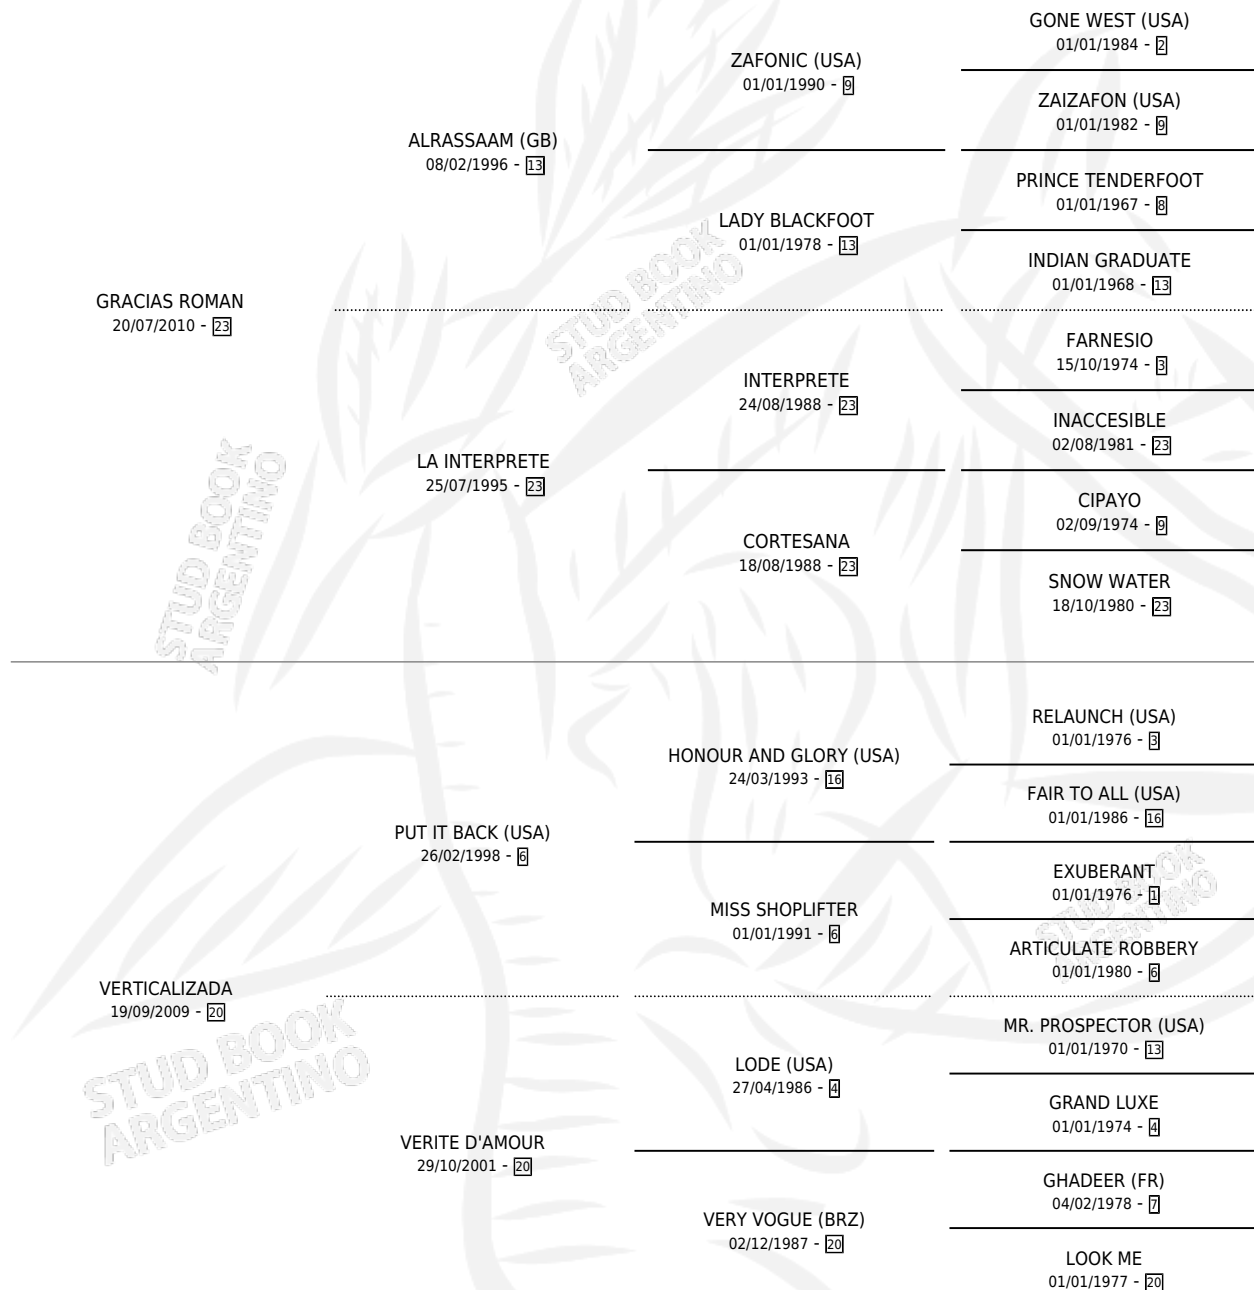 GONE WEST (USA)
01/01/1984 - 2
ZAFONIC (USA)
01/01/1990 - 9
ZAIZAFON (USA)
01/01/1982 - 9
ALRASSAAM (GB)
08/02/1996 - 13
PRINCE TENDERFOOT
01/01/1967 - 8
LADY BLACKFOOT
01/01/1978 - 13
INDIAN GRADUATE
01/01/1968 - 13
GRACIAS ROMAN
20/07/2010 - 23
STUD BOOK
ARGENTINO
FARNESIO
15/10/1974 - 3
INTERPRETE
24/08/1988 - 23
INACCESIBLE
02/08/1981 - 23
LA INTERPRETE
25/07/1995 - 23
CIPAYO
02/09/1974 - 9
CORTESANA
18/08/1988 - 23
SNOW WATER
18/10/1980 - 23
STUD BOOK
ARGENTINO
RELAUNCH (USA)
01/01/1976 - 3
HONOUR AND GLORY (USA)
24/03/1993 - 16
FAIR TO ALL (USA)
01/01/1986 - 16
PUT IT BACK (USA)
26/02/1998 - 6
EXUBERANT
01/01/1976 - 1
MISS SHOPLIFTER
01/01/1991 - 6
STUD BOOK
ARGENTINO
ARTICULATE ROBBERY
01/01/1980 - 6
VERTICALIZADA
19/09/2009 - 20
STUD BOOK
ARGENTINO
MR. PROSPECTOR (USA)
01/01/1970 - 13
LODE (USA)
27/04/1986 - 4
GRAND LUXE
01/01/1974 - 4
VERITE D'AMOUR
29/10/2001 - 20
GHADEER (FR)
04/02/1978 - 7
VERY VOGUE (BRZ)
02/12/1987 - 20
LOOK ME
01/01/1977 - 20